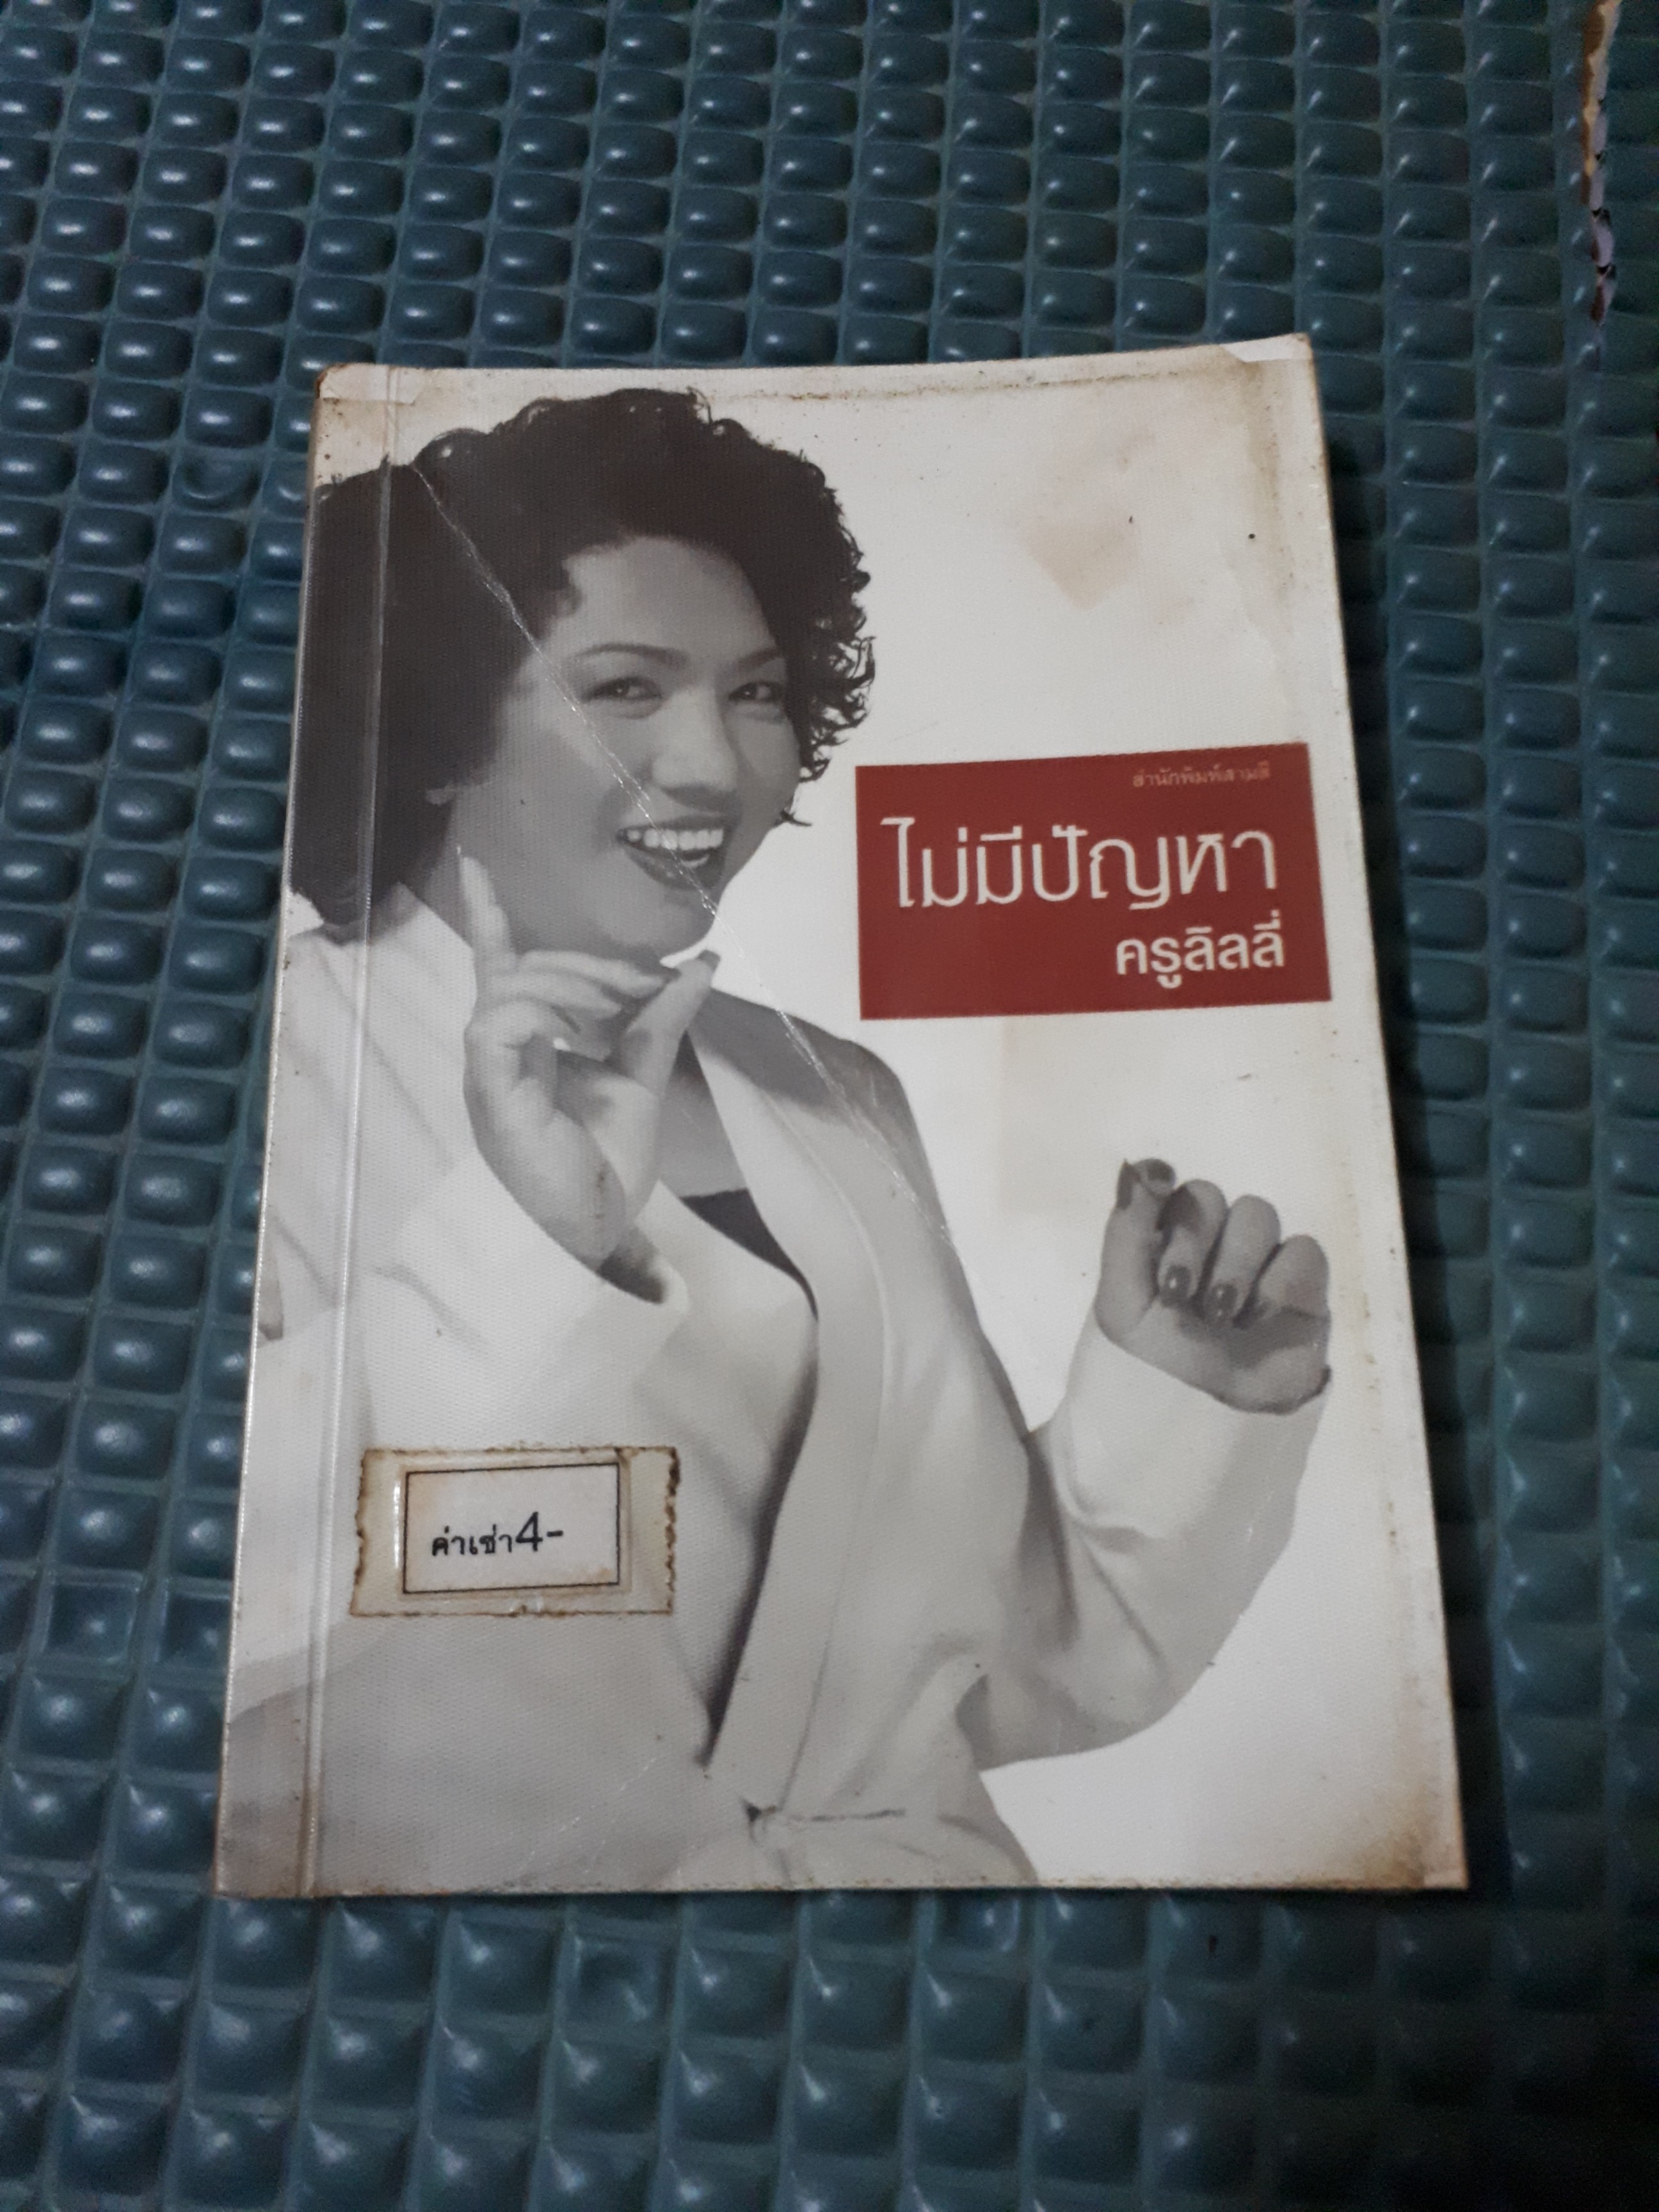 สำนักพิมพ์สามสี
ไม่มีปัญหา
ครูลิลลี่
ค่าเช่า4-